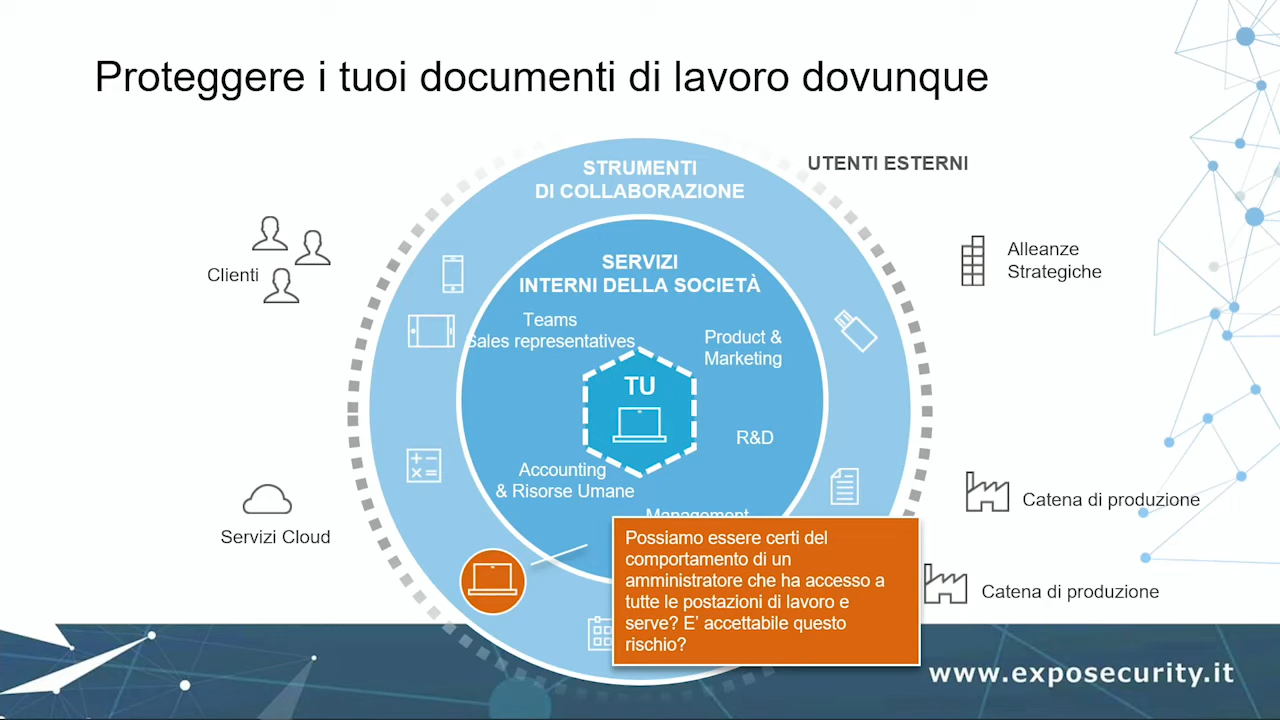 Proteggere i tuoi documenti di lavoro dovunque
STRUMENTI
DI COLLABORAZIONE
UTENTI ESTERNI
Clienti
Alleanze
Strategiche
SERVIZI
INTERNI DELLA SOCIETÀ
Teams
Sales representatives
Product &
Marketing
TU
R&D
Accounting
& Risorse Umane
Management
Servizi Cloud
Catena di produzione
Catena di produzione
Possiamo essere certi del
comportamento di un
amministratore che ha accesso a
tutte le postazioni di lavoro e
serve? E' accettabile questo
rischio?
www.exposecurity.it